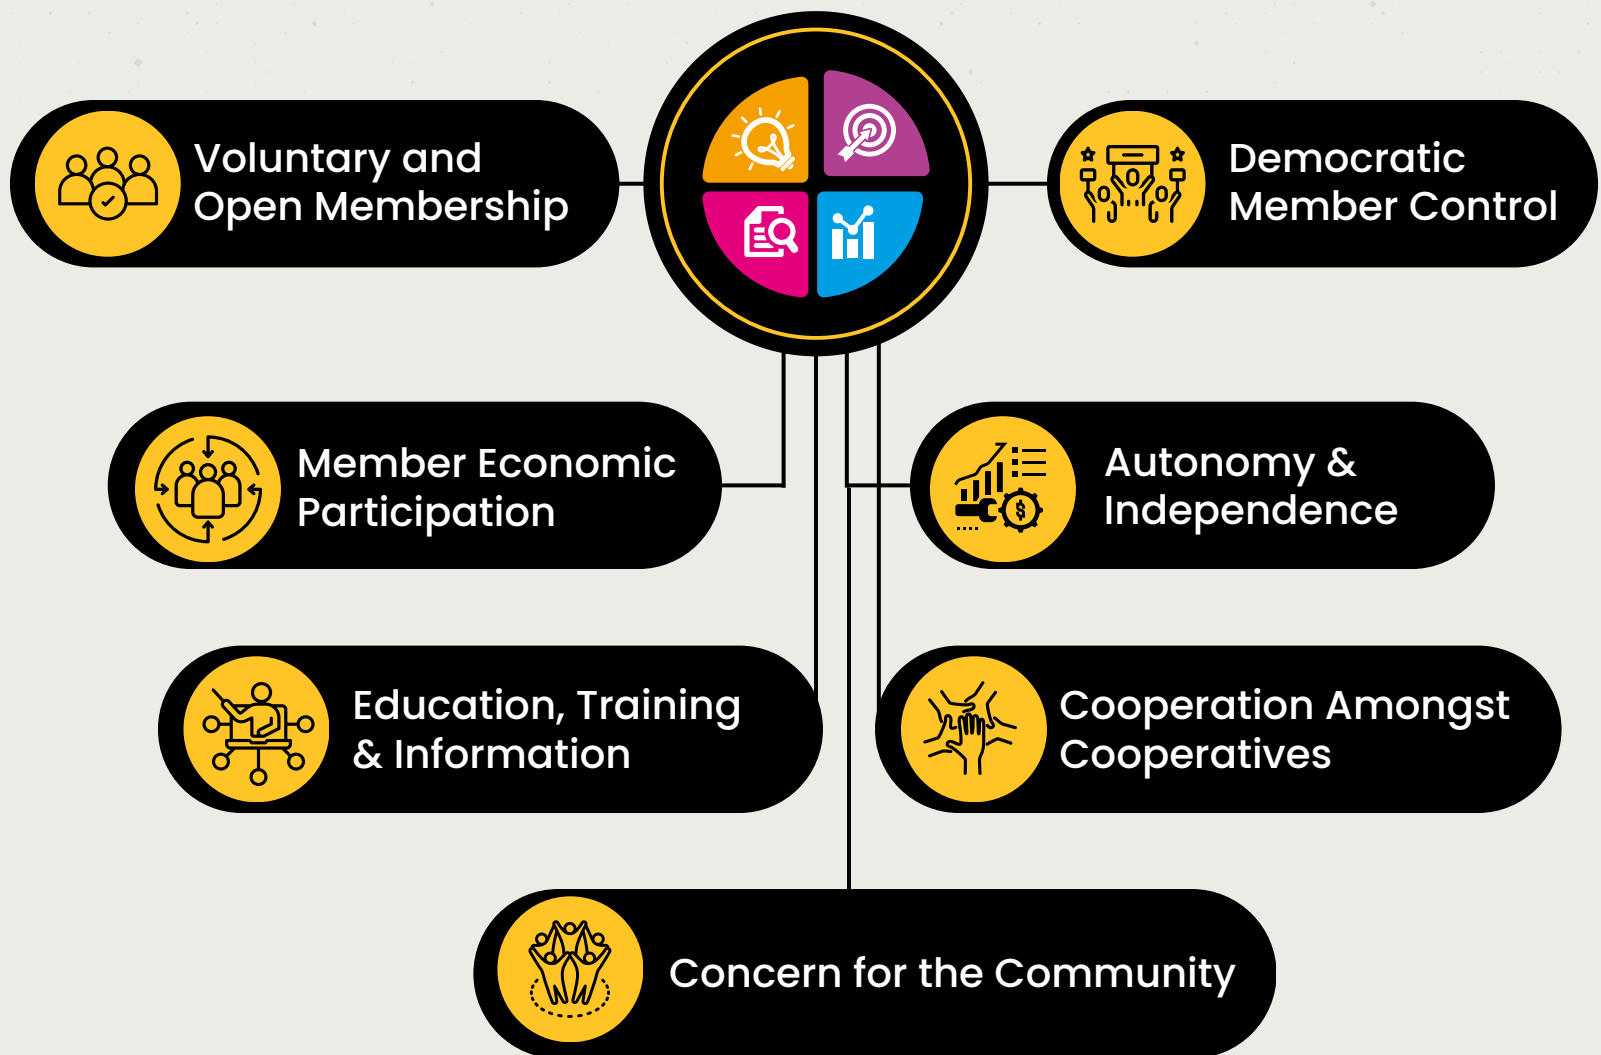 Voluntary and
Open Membership
Democratic
Member Control
Member Economic
Participation
Autonomy &
Independence
Education, Training
& Information
Cooperation Amongst
Cooperatives
Concern for the Community